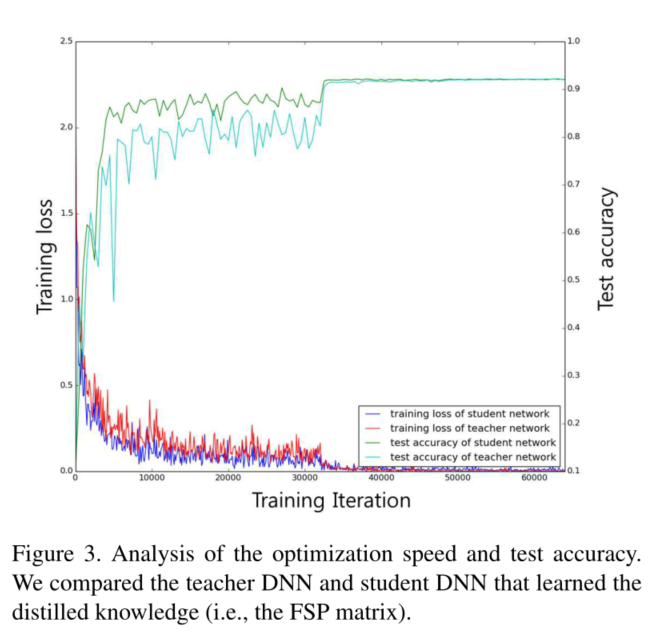 2.5
2.0
1.5
1.0
0.5
0.0
Training loss
1.0
0.9
0.8
0.7
0.6
0.5
0.4
0.3
0.2
0.1
Test accuracy
training loss of student network
training loss of teacher network
test accuracy of student network
test accuracy of teacher network
10000 20000 30000 40000 50000 60000
Training Iteration
Figure 3. Analysis of the optimization speed and test accuracy.
We compared the teacher DNN and student DNN that learned the
distilled knowledge (i.e., the FSP matrix).